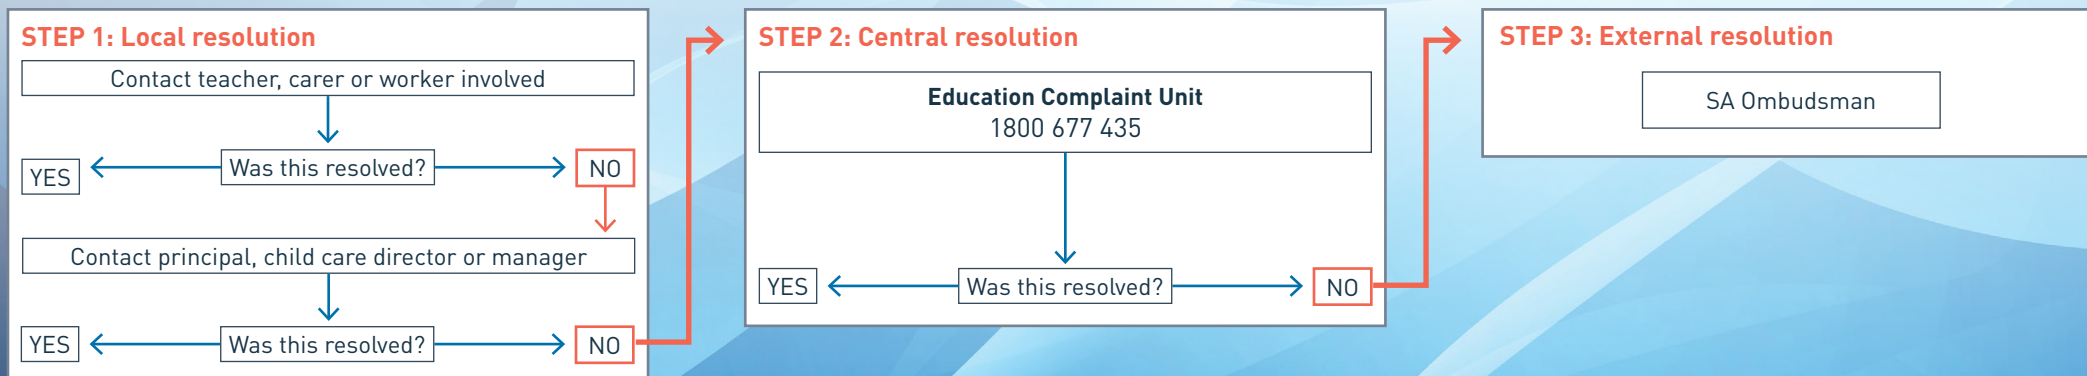 STEP 1: Local resolution
Contact teacher, carer or worker involved
Was this resolved?
YES
NO
Contact principal, child care director or manager
Was this resolved?
YES
NO
STEP 2: Central resolution
Education Complaint Unit
1800 677 435
Was this resolved?
YES
NO
STEP 3: External resolution
SA Ombudsman